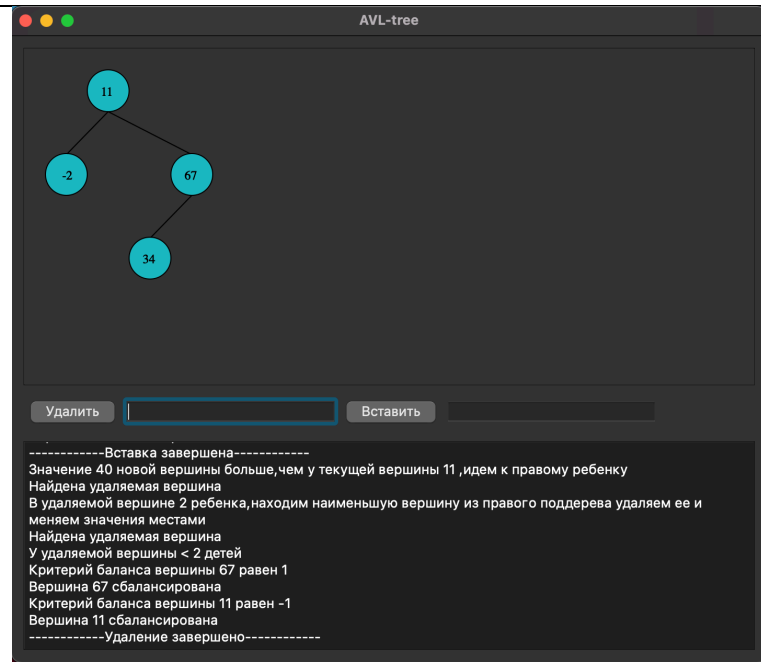 AVL-tree
11
-2
67
34
Удалить
Вставить
------------Вставка завершена------------
Значение 40 новой вершины больше,чем у текущей вершины 11 ,идем к правому ребенку
Найдена удаляемая вершина
В удаляемой вершине 2 ребенка,находим наименьшую вершину из правого поддерева удаляем ее и
меняем значения местами
Найдена удаляемая вершина
У удаляемой вершины < 2 детей
Критерий баланса вершины 67 равен 1
Вершина 67 сбалансирована
Критерий баланса вершины 11 равен -1
Вершина 11 сбалансирована
------------Удаление завершено------------